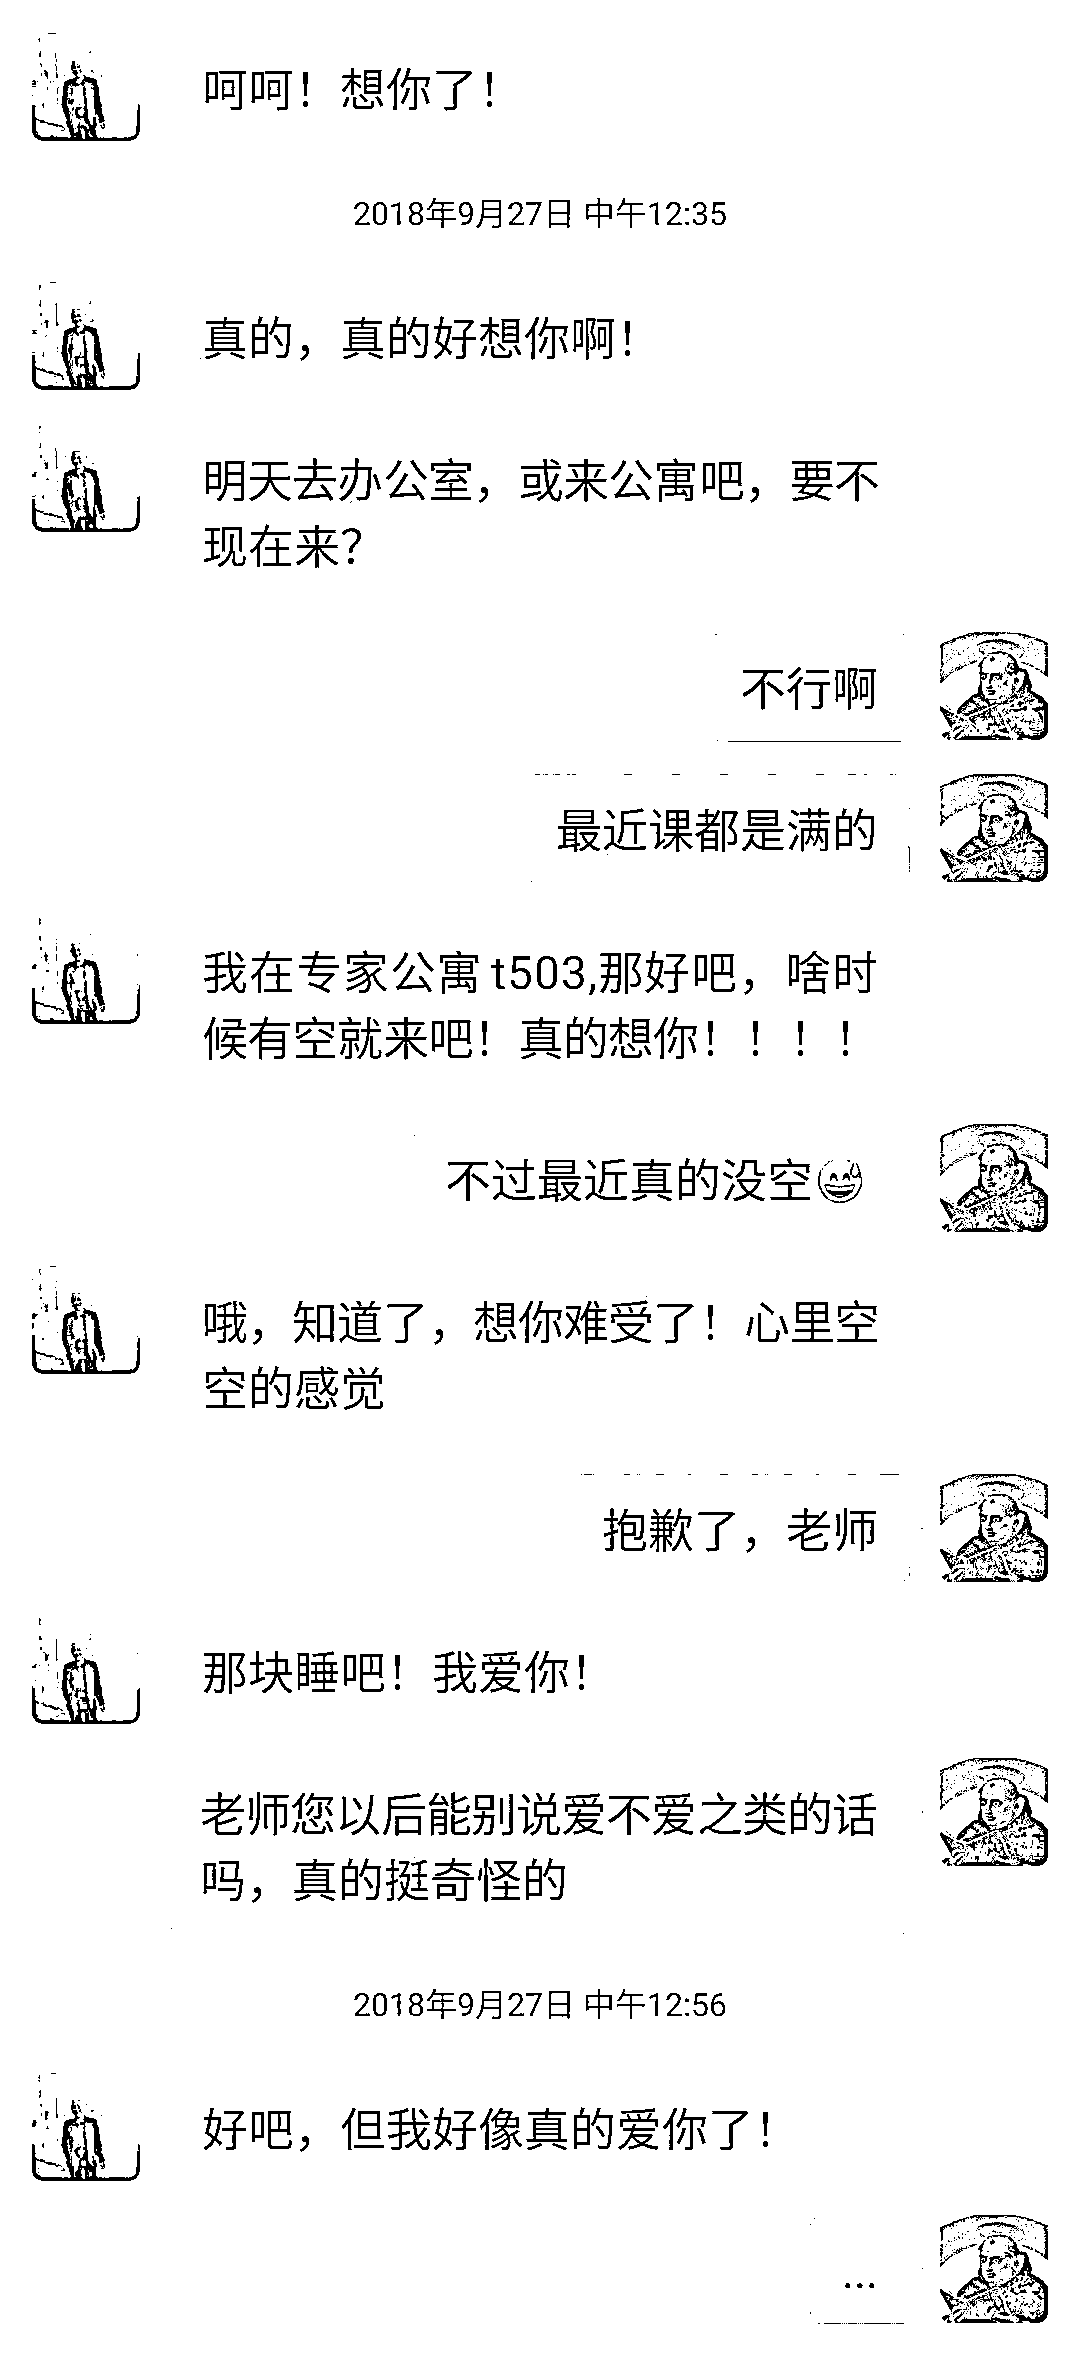 呵呵！想你了！
2018年9月27日 中午12:35
真的，真的好想你啊！
明天去办公室，或来公寓吧，要不
现在来？
不行啊
最近课都是满的
我在专家公寓 t503,那好吧，啥时
候有空就来吧！真的想你！！！！
不过最近真的没空😅
哦，知道了，想你难受了！心里空
空的感觉
抱歉了，老师
那块睡吧！我爱你！
老师您以后能别说爱不爱之类的话
吗，真的挺奇怪的
2018年9月27日 中午12:56
好吧，但我好像真的爱你了！
...